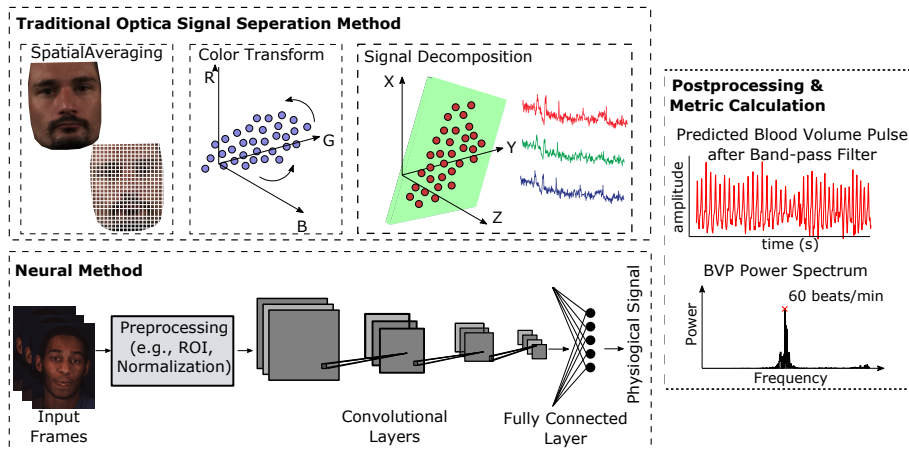 Traditional Optica Signal Seperation Method
SpatialAveraging
Color Transform
R
G
B
Signal Decomposition
X
Y
Z
Neural Method
Preprocessing
(e.g., ROI,
Normalization)
Input
Frames
Convolutional
Layers
Fully Connected
Layer
Physiogical Signal
Postprocessing &
Metric Calculation
Predicted Blood Volume Pulse
after Band-pass Filter
amplitude
time (s)
BVP Power Spectrum
x
60 beats/min
Power
Frequency